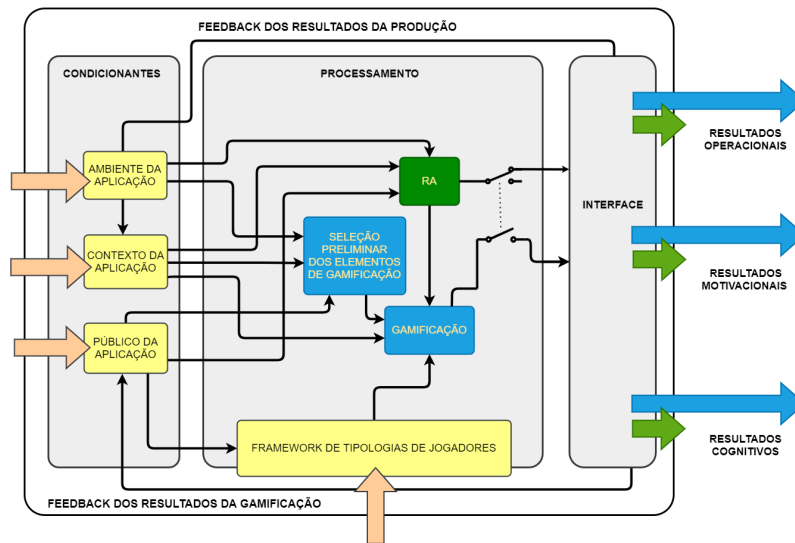 FEEDBACK DOS RESULTADOS DA PRODUÇÃO
CONDICIONANTES
PROCESSAMENTO
AMBIENTE DA
APLICAÇÃO
CONTEXTO DA
APLICAÇÃO
PÚBLICO DA
APLICAÇÃO
RA
SELEÇÃO
PRELIMINAR
DOS ELEMENTOS
DE GAMIFICAÇÃO
GAMIFICAÇÃO
FRAMEWORK DE TIPOLOGIAS DE JOGADORES
INTERFACE
RESULTADOS
OPERACIONAIS
RESULTADOS
MOTIVACIONAIS
RESULTADOS
COGNITIVOS
FEEDBACK DOS RESULTADOS DA GAMIFICAÇÃO